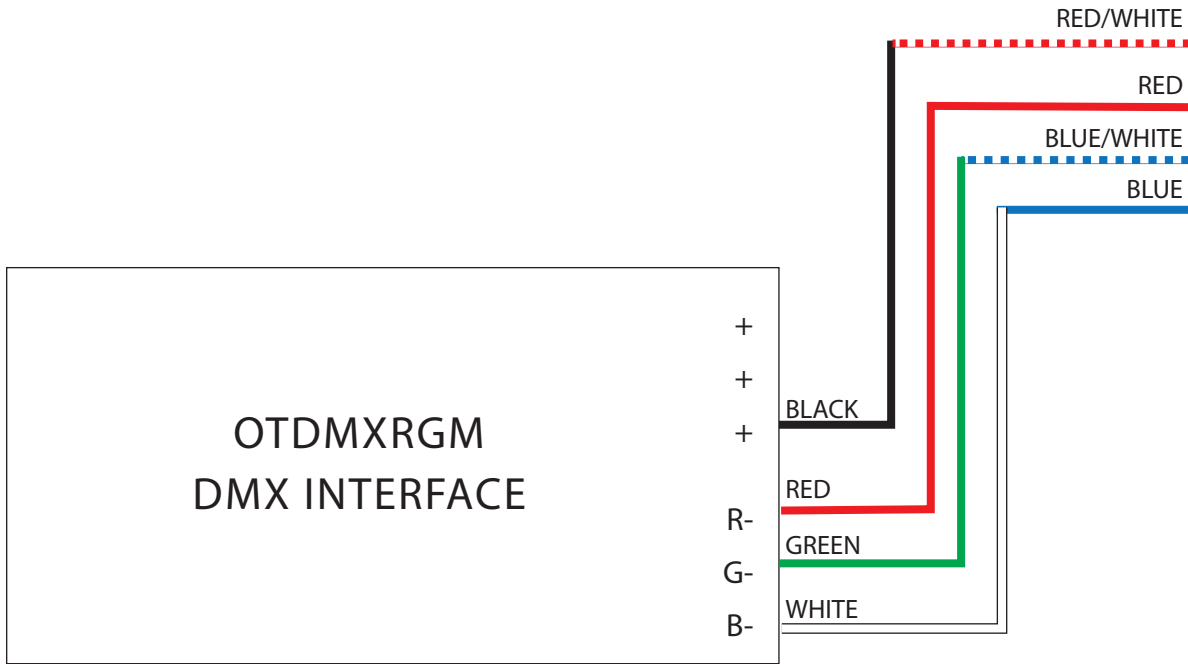 RED/WHITE
RED
BLUE/WHITE
BLUE
+
+
BLACK
+
OTDMXRGM
DMX INTERFACE
RED
R-
GREEN
G-
WHITE
B-